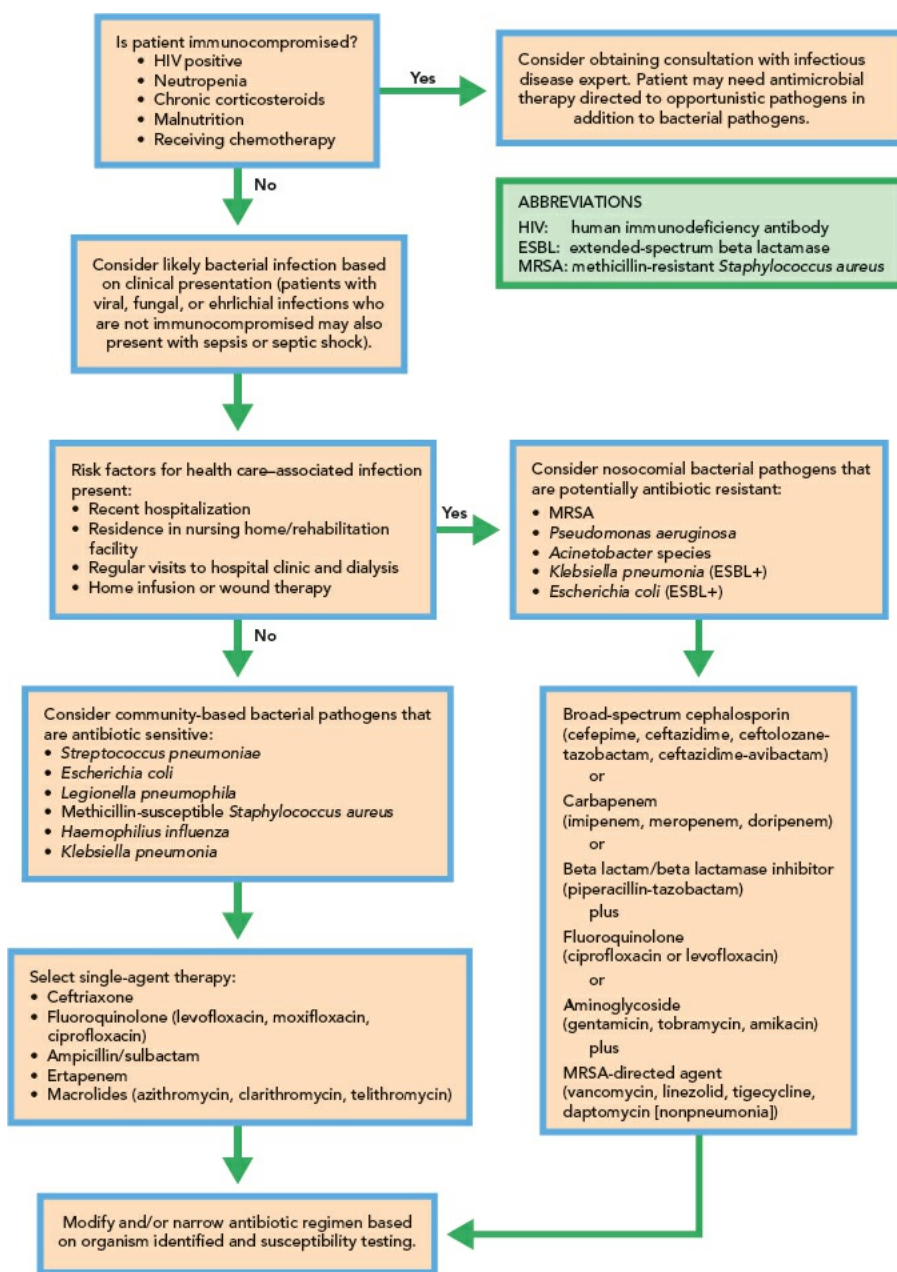 Is patient immunocompromised?
• HIV positive
• Neutropenia
• Chronic corticosteroids
• Malnutrition
• Receiving chemotherapy
Yes
Consider obtaining consultation with infectious
disease expert. Patient may need antimicrobial
therapy directed to opportunistic pathogens in
addition to bacterial pathogens.
No
ABBREVIATIONS
HIV: human immunodeficiency antibody
ESBL: extended-spectrum beta lactamase
MRSA: methicillin-resistant Staphylococcus aureus
Consider likely bacterial infection based
on clinical presentation (patients with
viral, fungal, or ehrlichial infections who
are not immunocompromised may also
present with sepsis or septic shock).
Risk factors for health care–associated infection
present:
• Recent hospitalization
• Residence in nursing home/rehabilitation
facility
• Regular visits to hospital clinic and dialysis
• Home infusion or wound therapy
Yes
Consider nosocomial bacterial pathogens that
are potentially antibiotic resistant:
• MRSA
• Pseudomonas aeruginosa
• Acinetobacter species
• Klebsiella pneumonia (ESBL+)
• Escherichia coli (ESBL+)
No
Consider community-based bacterial pathogens that
are antibiotic sensitive:
• Streptococcus pneumoniae
• Escherichia coli
• Legionella pneumophila
• Methicillin-susceptible Staphylococcus aureus
• Haemophilius influenza
• Klebsiella pneumonia
Broad-spectrum cephalosporin
(cefepime, ceftazidime, ceftolozane-
tazobactam, ceftazidime-avibactam)
or
Carbapenem
(imipenem, meropenem, doripenem)
or
Beta lactam/beta lactamase inhibitor
(piperacillin-tazobactam)
plus
Fluoroquinolone
(ciprofloxacin or levofloxacin)
or
Aminoglycoside
(gentamicin, tobramycin, amikacin)
plus
MRSA-directed agent
(vancomycin, linezolid, tigecycline,
daptomycin [nonpneumonia])
Select single-agent therapy:
• Ceftriaxone
• Fluoroquinolone (levofloxacin, moxifloxacin,
ciprofloxacin)
• Ampicillin/sulbactam
• Ertapenem
• Macrolides (azithromycin, clarithromycin, telithromycin)
Modify and/or narrow antibiotic regimen based
on organism identified and susceptibility testing.